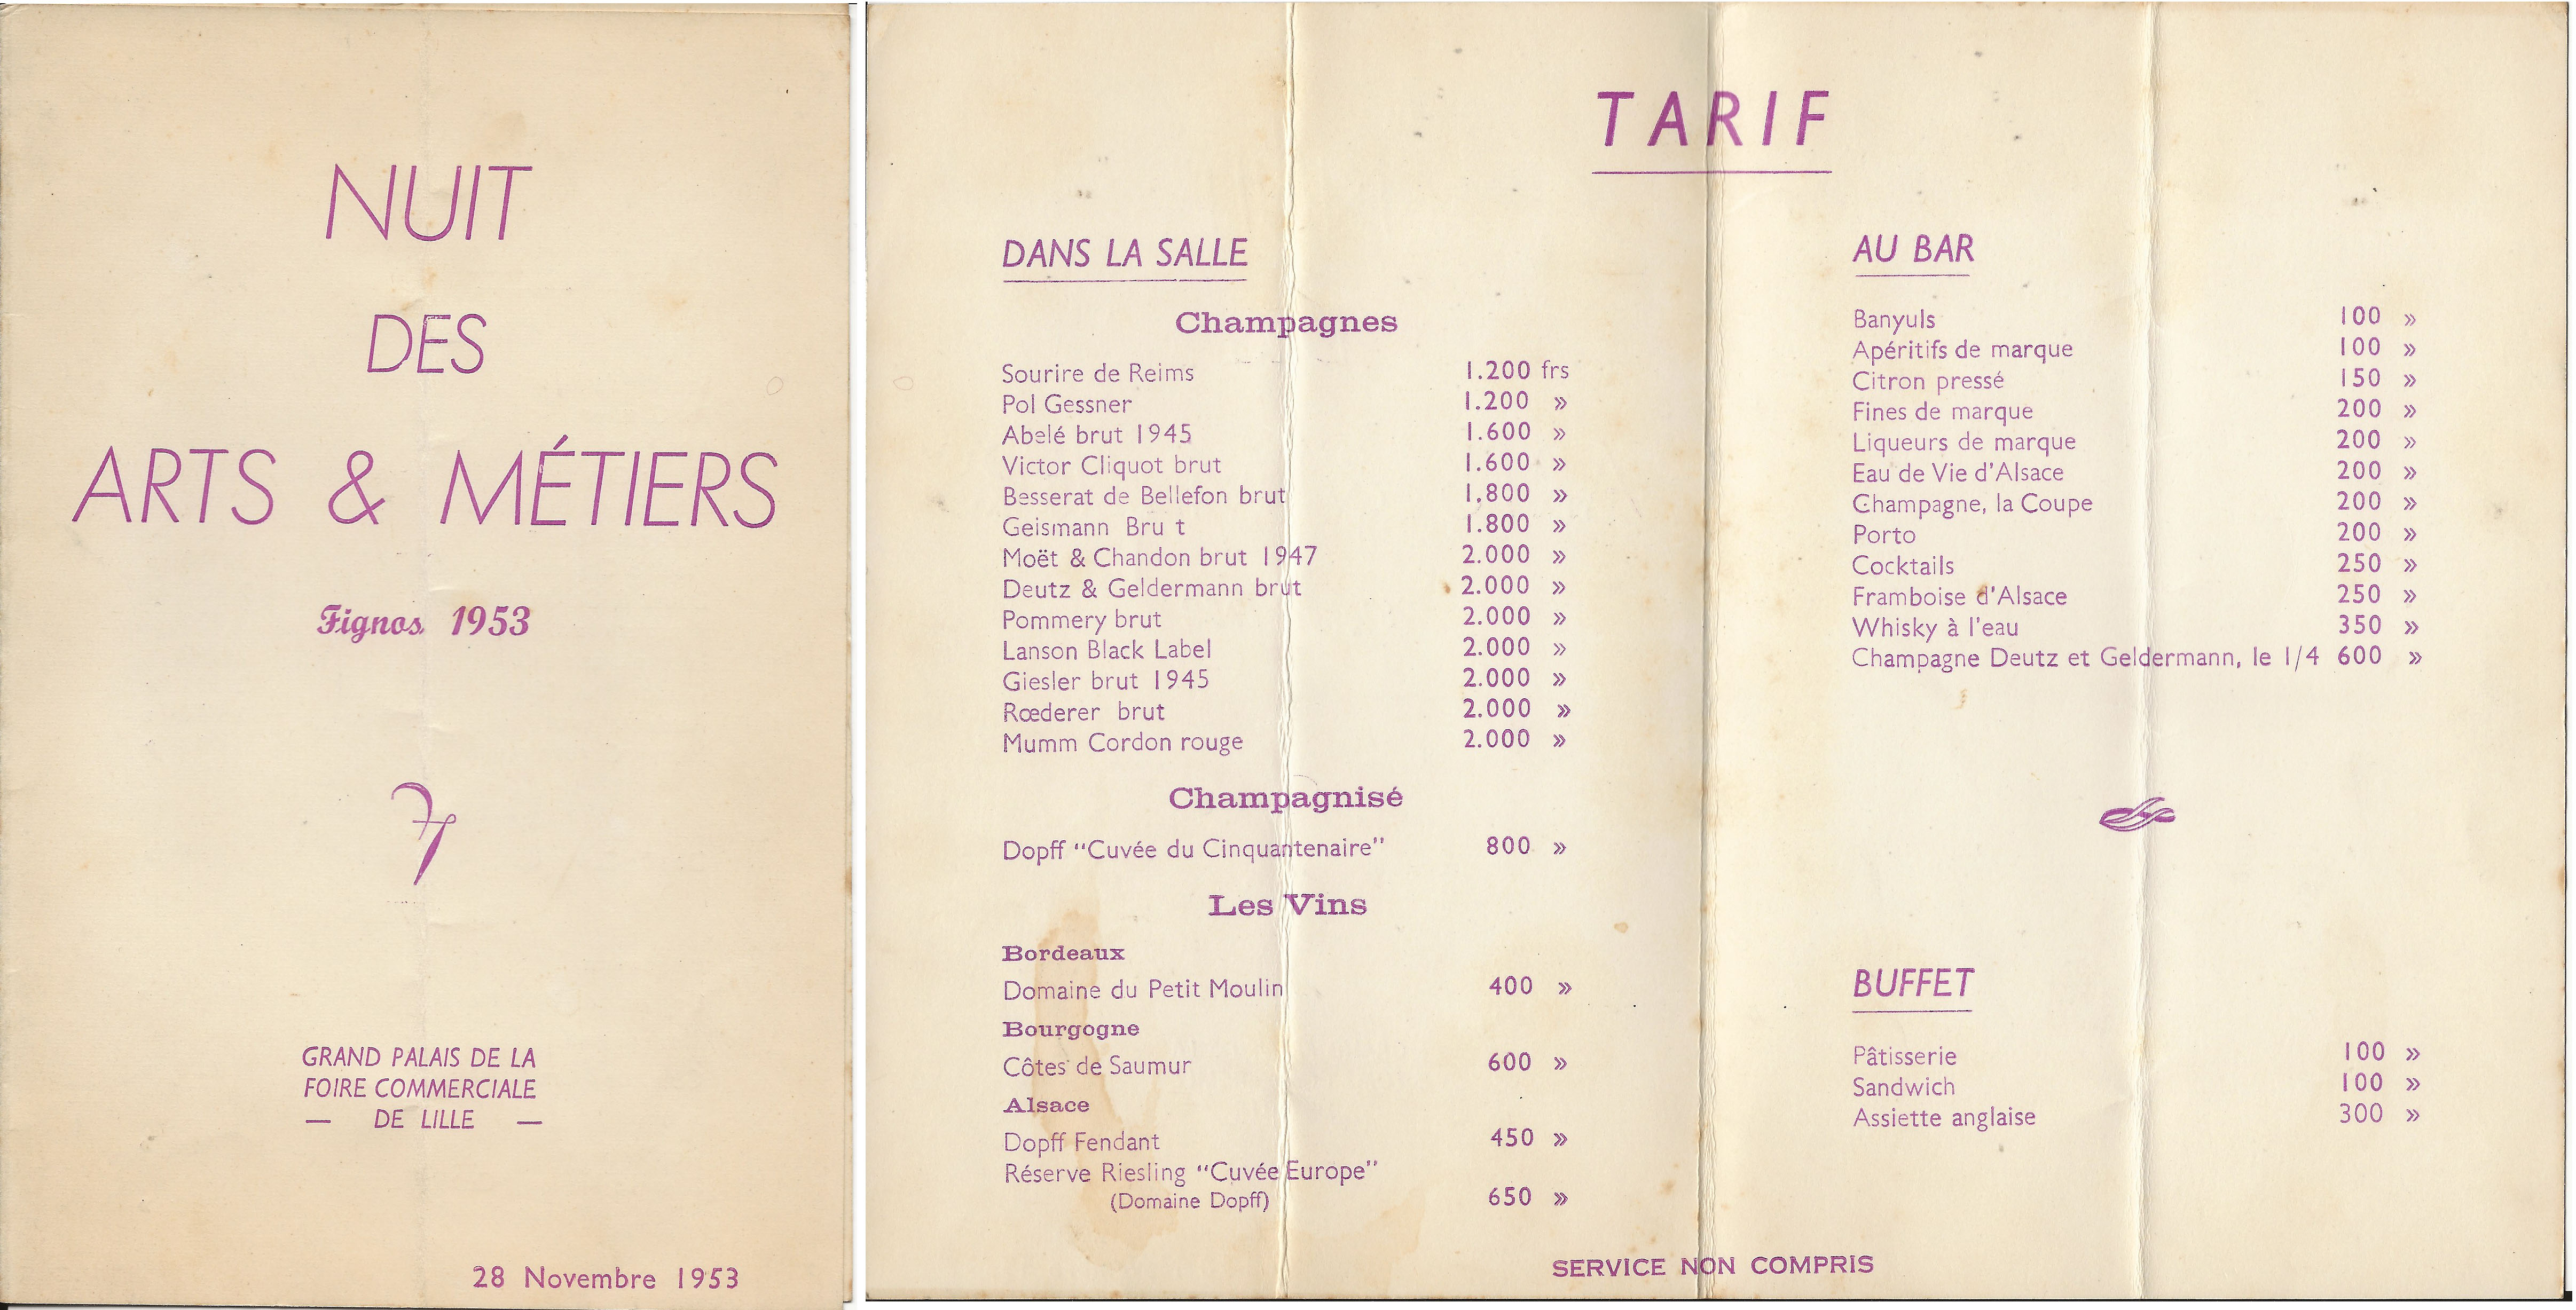 NUIT
DES
ARTS & MÉTIERS
Fignos 1953
GRAND PALAIS DE LA
FOIRE COMMERCIALE
— DE LILLE —
28 Novembre 1953
TARIF
DANS LA SALLE
Champagnes
Sourire de Reims 1.200 frs
Pol Gessner 1.200 »
Abelé brut 1945 1.600 »
Victor Cliquot brut 1.600 »
Besserat de Bellefon brut 1.800 »
Geismann Bru t 1.800 »
Moët & Chandon brut 1947 2.000 »
Deutz & Geldermann brut 2.000 »
Pommery brut 2.000 »
Lanson Black Label 2.000 »
Giesler brut 1945 2.000 »
Rœderer brut 2.000 »
Mumm Cordon rouge 2.000 »
Champagnisé
Dopff "Cuvée du Cinquantenaire" 800 »
Les Vins
Bordeaux
Domaine du Petit Moulin 400 »
Bourgogne
Côtes de Saumur 600 »
Alsace
Dopff Fendant 450 »
Réserve Riesling "Cuvée Europe"
(Domaine Dopff) 650 »
AU BAR
Banyuls 100 »
Apéritifs de marque 100 »
Citron pressé 150 »
Fines de marque 200 »
Liqueurs de marque 200 »
Eau de Vie d'Alsace 200 »
Champagne, la Coupe 200 »
Porto 200 »
Cocktails 250 »
Framboise d'Alsace 250 »
Whisky à l'eau 350 »
Champagne Deutz et Geldermann, le 1/4 600 »
BUFFET
Pâtisserie 100 »
Sandwich 100 »
Assiette anglaise 300 »
SERVICE NON COMPRIS